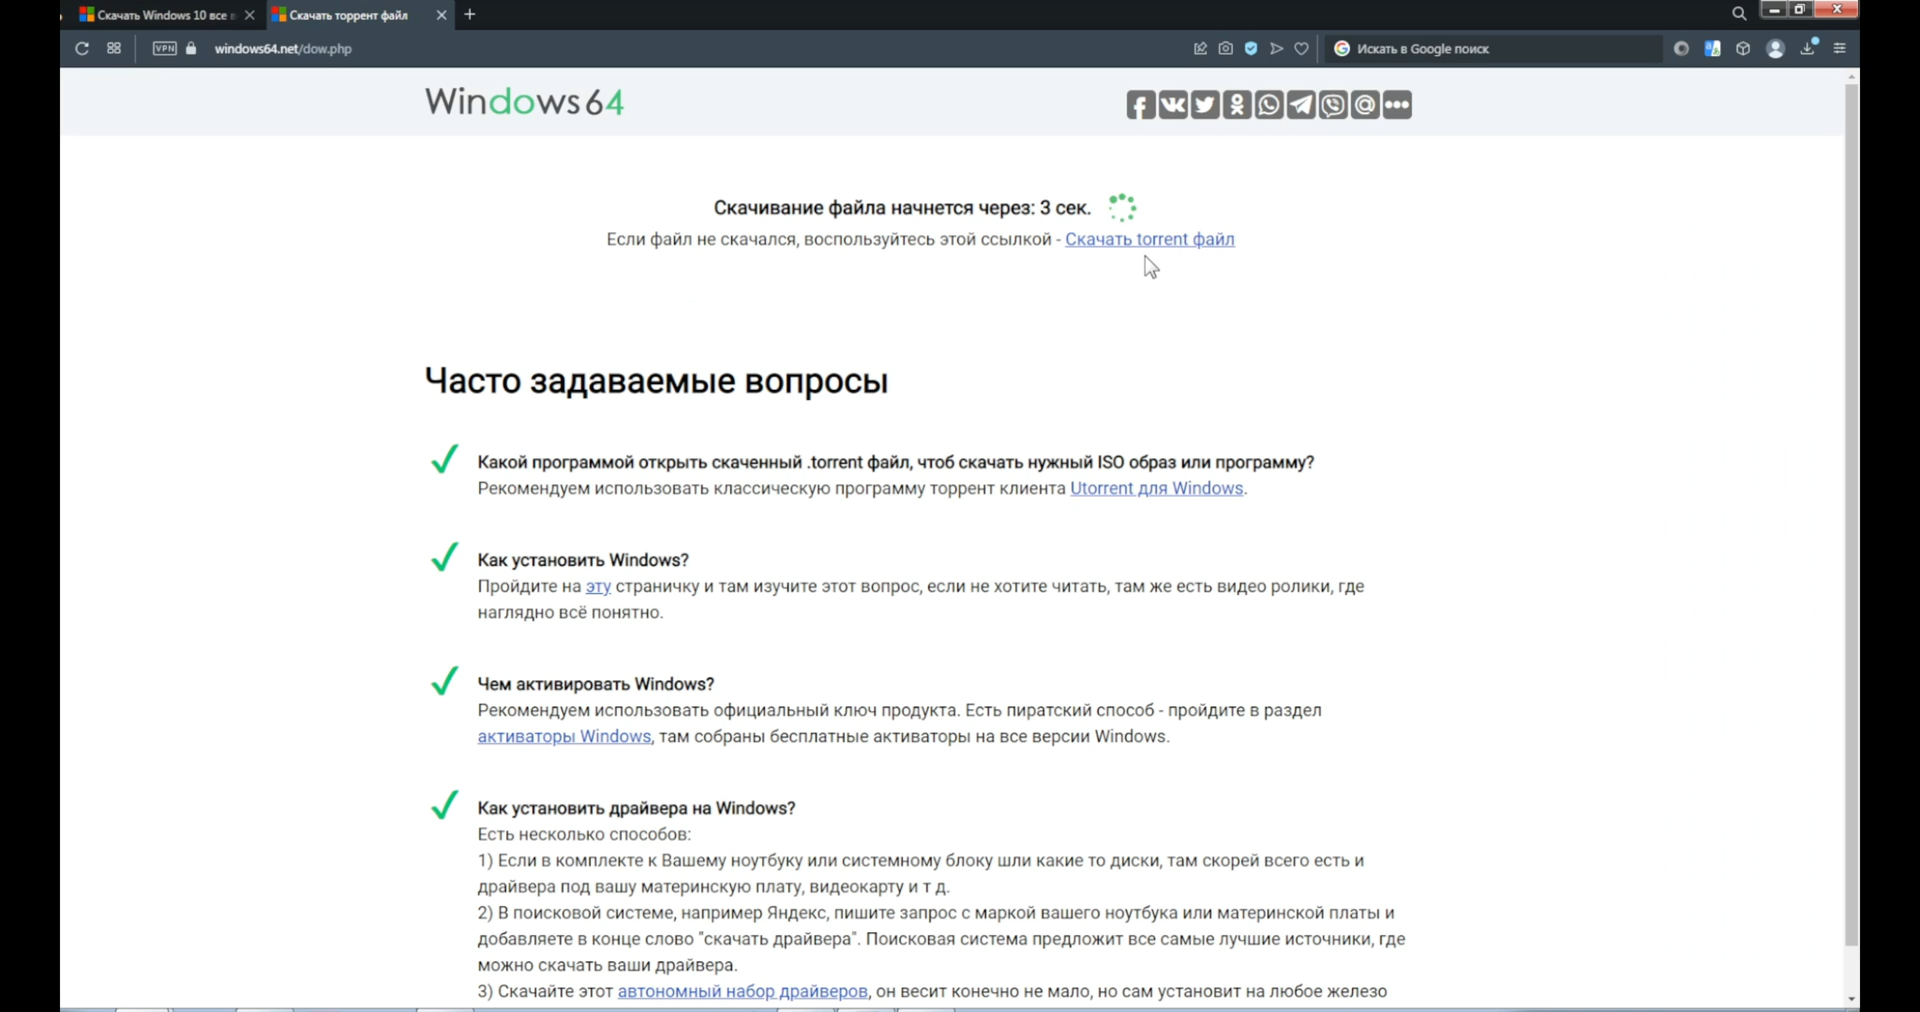 Скачать Windows 10 все в
Скачать торрент файл
VPN
windows64.net/dow.php
Искать в Google поиск
Windows64
Скачивание файла начнется через: 3 сек.
Если файл не скачался, воспользуйтесь этой ссылкой - Скачать torrent файл
Часто задаваемые вопросы
Какой программой открыть скаченный .torrent файл, чтоб скачать нужный ISO образ или программу?
Рекомендуем использовать классическую программу торрент клиента Utorrent для Windows.
Как установить Windows?
Пройдите на эту страничку и там изучите этот вопрос, если не хотите читать, там же есть видео ролики, где
наглядно всё понятно.
Чем активировать Windows?
Рекомендуем использовать официальный ключ продукта. Есть пиратский способ - пройдите в раздел
активаторы Windows, там собраны бесплатные активаторы на все версии Windows.
Как установить драйвера на Windows?
Есть несколько способов:
1) Если в комплекте к Вашему ноутбуку или системному блоку шли какие то диски, там скорей всего есть и
драйвера под вашу материнскую плату, видеокарту и т д.
2) В поисковой системе, например Яндекс, пишите запрос с маркой вашего ноутбука или материнской платы и
добавляете в конце слово "скачать драйвера". Поисковая система предложит все самые лучшие источники, где
можно скачать ваши драйвера.
3) Скачайте этот автономный набор драйверов, он весит конечно не мало, но сам установит на любое железо